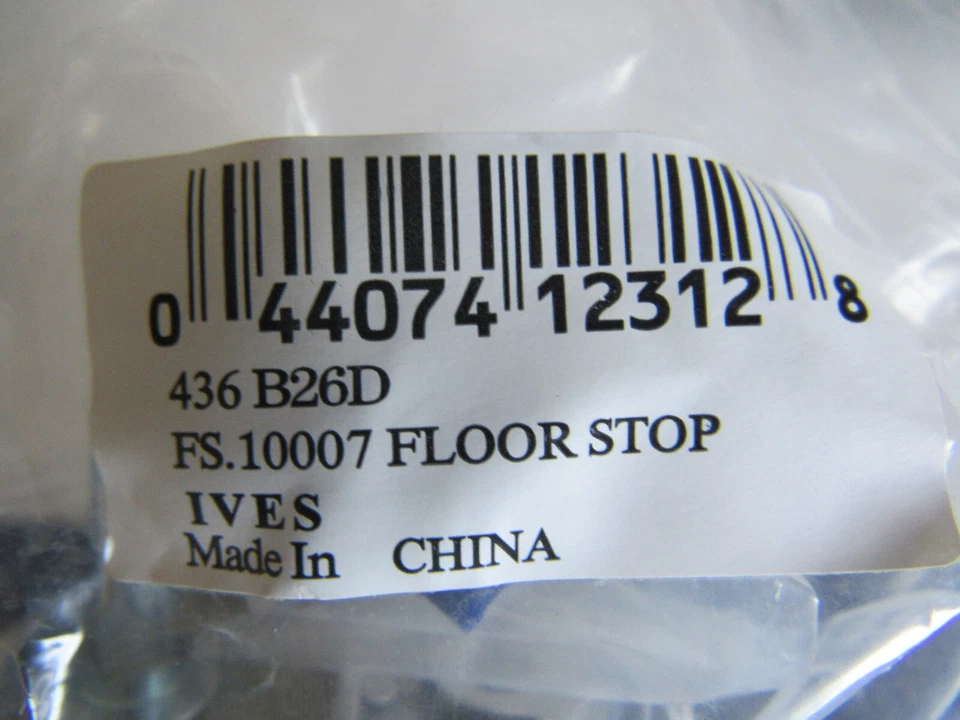 0 44074 12312 8
436 B26D
FS.10007 FLOOR STOP
IVES
Made In CHINA